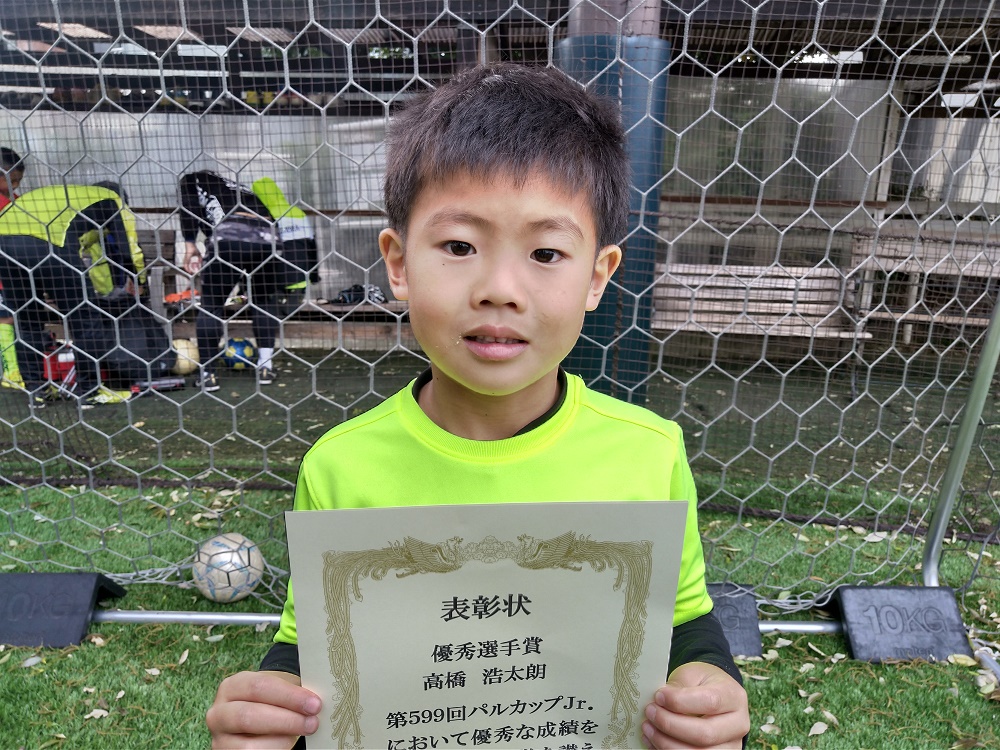 表彰状
優秀選手賞
高橋 浩太朗
第599回パルカップJr.
において優秀な成績を
10KG